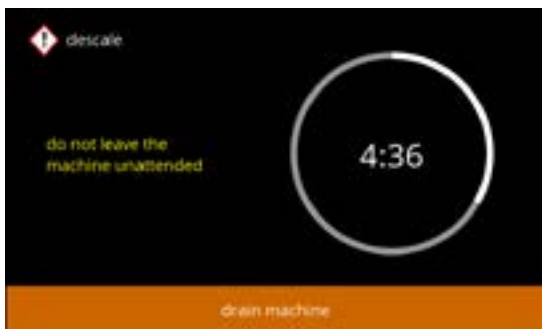 descale
do not leave the
machine unattended
4:36
drain machine